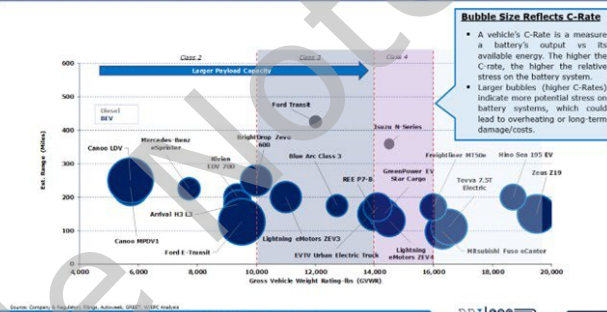 Bubble Size Reflects C-Rate
A vehicle's C-Rate is a measure
a battery's output vs its
available energy. The higher the
C-rate, the higher the relative
stress on the battery system.
Larger bubbles (higher C-Rates)
indicate more potential stress on
battery systems, which could
lead to overheating or long-term
damage/costs.
Class 2
Class 3
Class 4
Larger Payload Capacity
Diesel
BEV
Est. Range (Miles)
600
500
400
300
200
100
0
Ford Transit
Isuzu N-Series
Canoo LDV
Mercedes-Benz
eSprinter
BrightDrop Zevo
600
Rivian
EDV 700
Blue Arc Class 3
REE P7-B
GreenPower EV
Star Cargo
Freightliner MT50e
Tevva 7.5T
Electric
Hino Sea 195 EV
Zeus Z19
Arrival H3 L3
Canoo MPDV1
Ford E-Transit
Lightning eMotors ZEV3
EVTV Urban Electric Truck
Lightning
eMotors ZEV4
Mitsubishi Fuso eCanter
4,000
6,000
8,000
10,000
12,000
14,000
16,000
18,000
20,000
Gross Vehicle Weight Rating-lbs (GVWR)